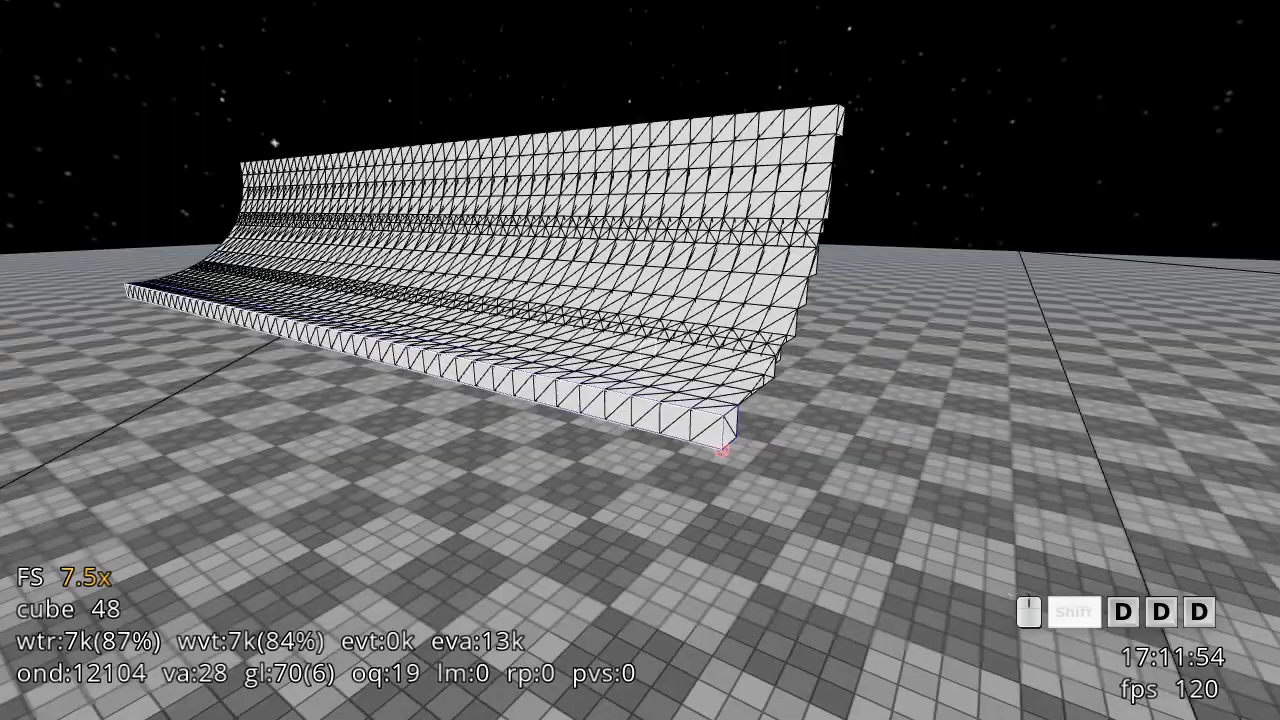 FS 7.5x
cube 48
wtr:7k(87%) wvt:7k(84%) evt:0k eva:13k
ond:12104 va:28 gl:70(6) oq:19 lm:0 rp:0 pvs:0
Shift D D D
17:11:54
fps 120